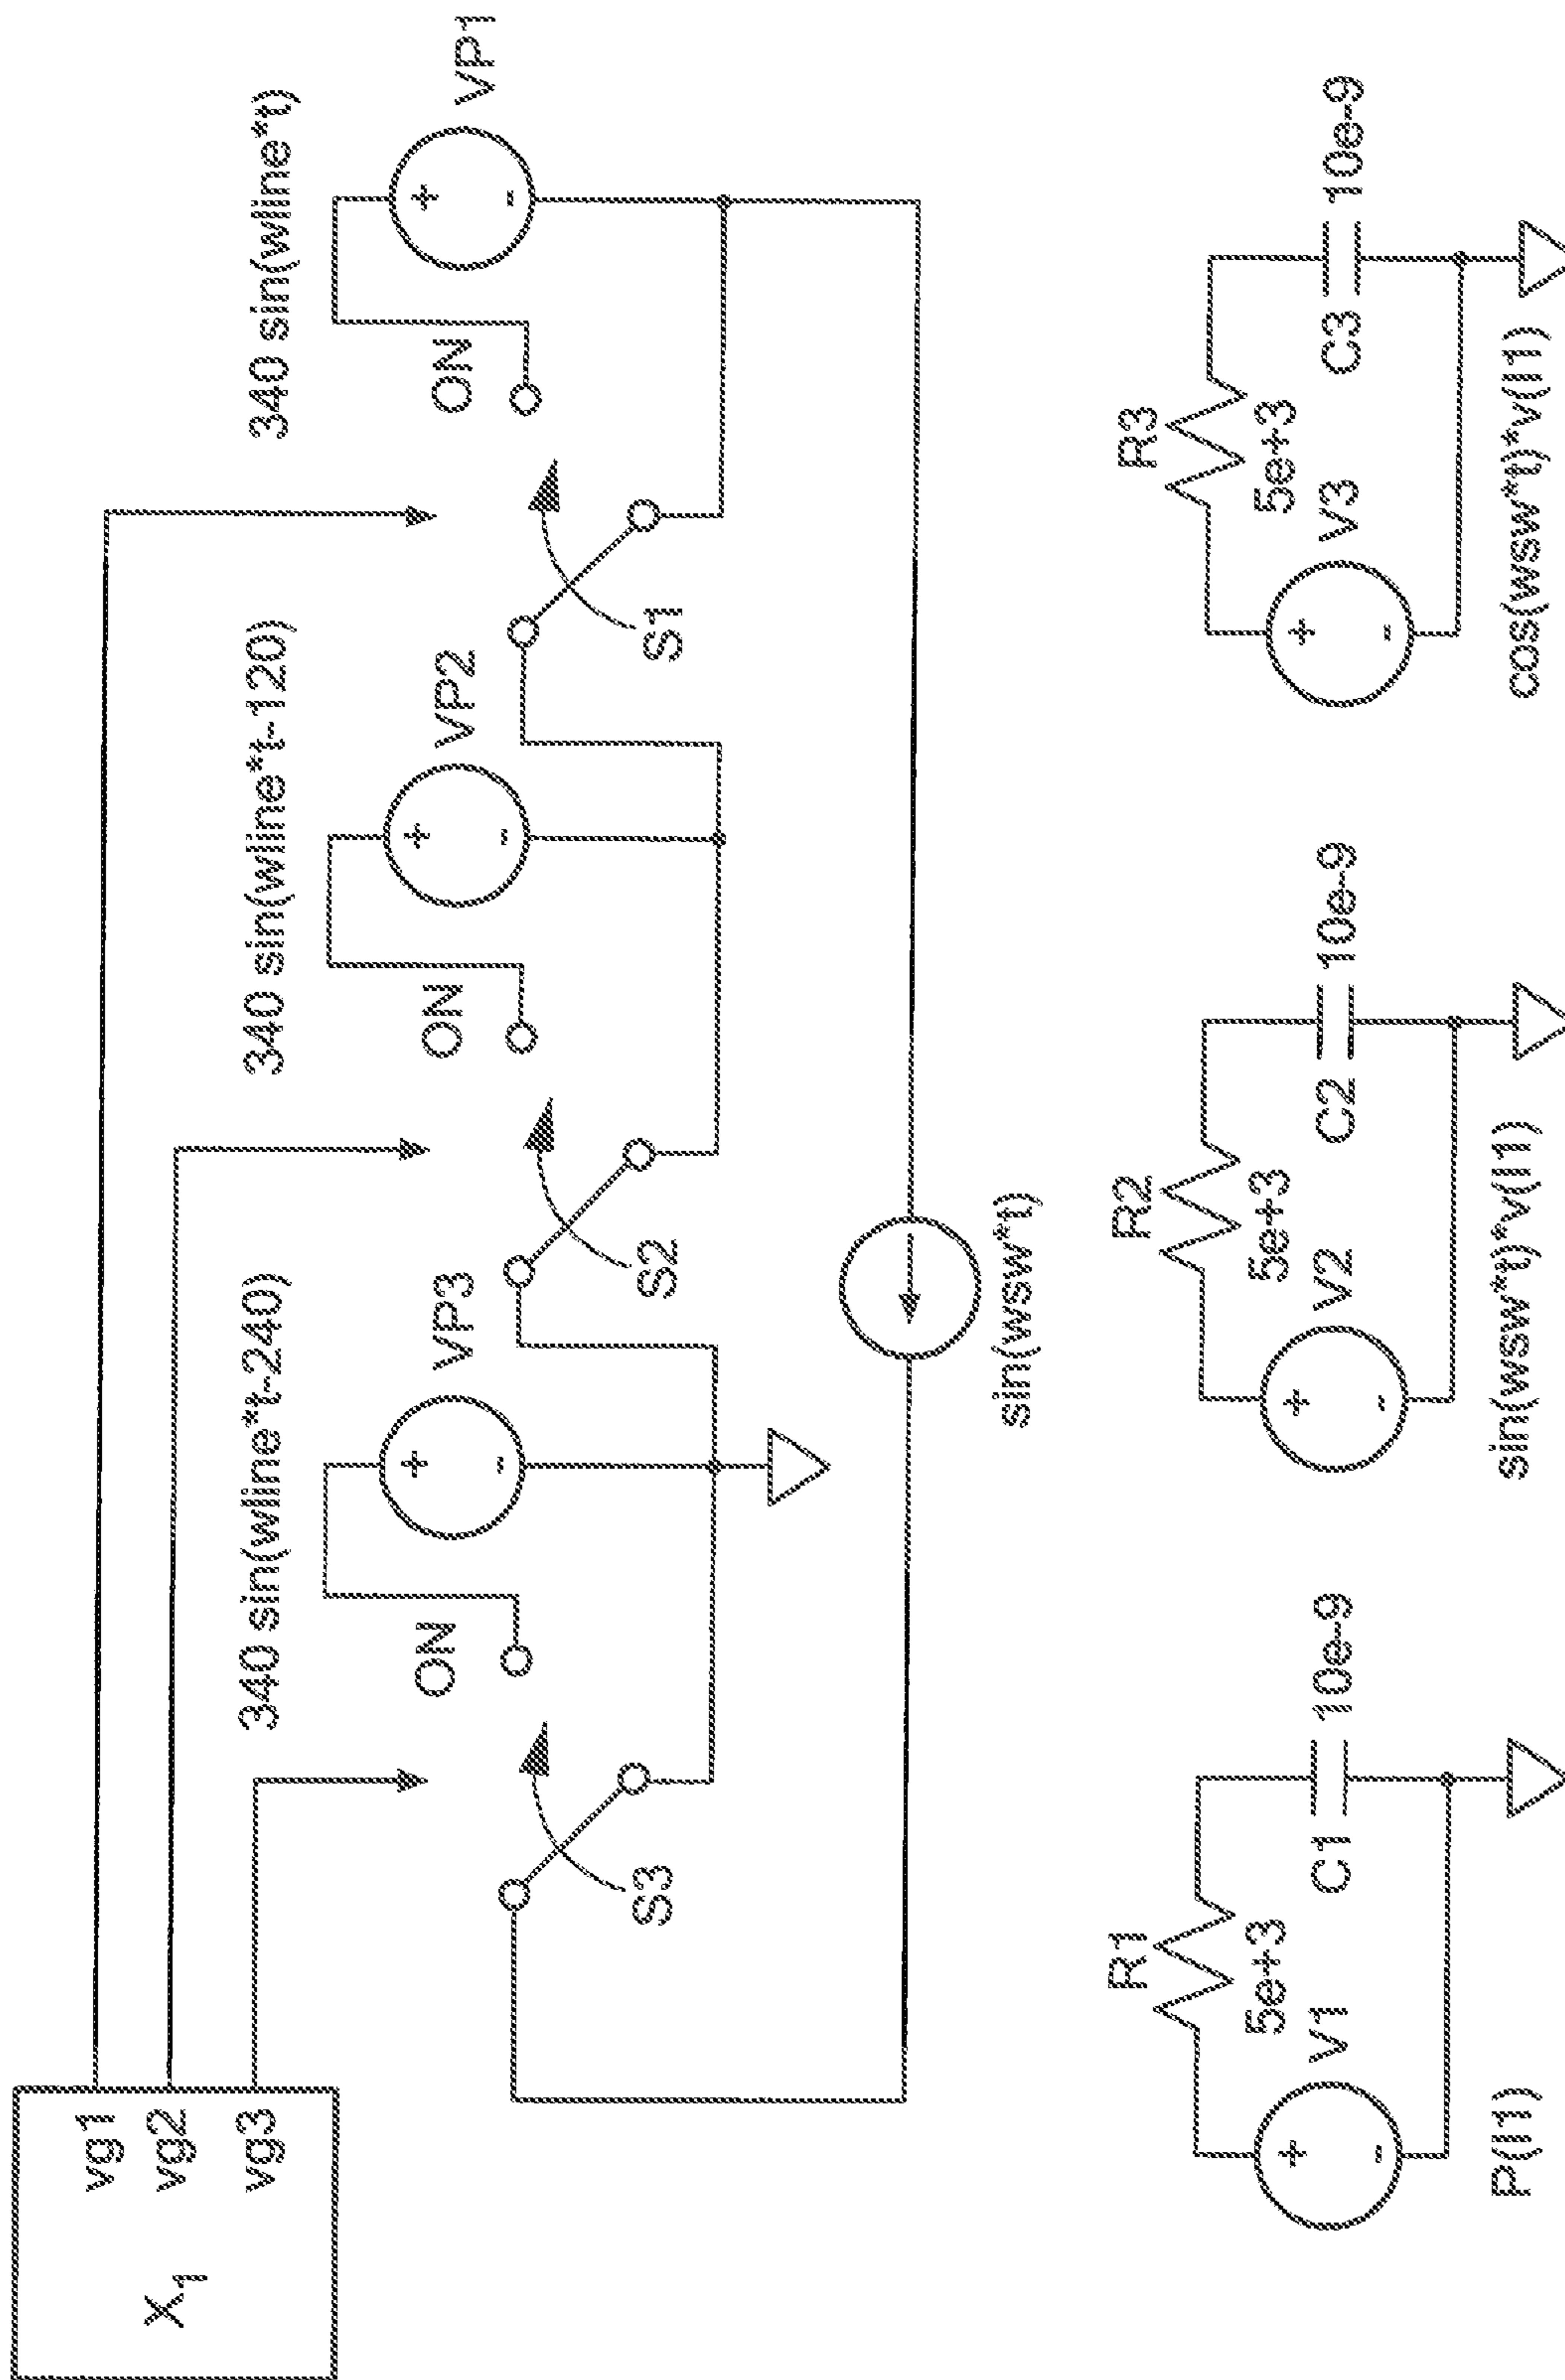 X1
vg1
vg2
vg3
340 sin(wline*t-240)
340 sin(wline*t-120)
340 sin(wline*t)
VP3
VP2
VP1
ON
ON
ON
+
-
+
-
+
-
S3
S2
S1
sin(wsw*t)
R1
5e+3
V1
+
-
C1
10e-9
P(I1)
R2
5e+3
V2
+
-
C2
10e-9
sin(wsw*t)*v(I1)
R3
5e+3
V3
+
-
C3
10e-9
cos(wsw*t)*v(I1)